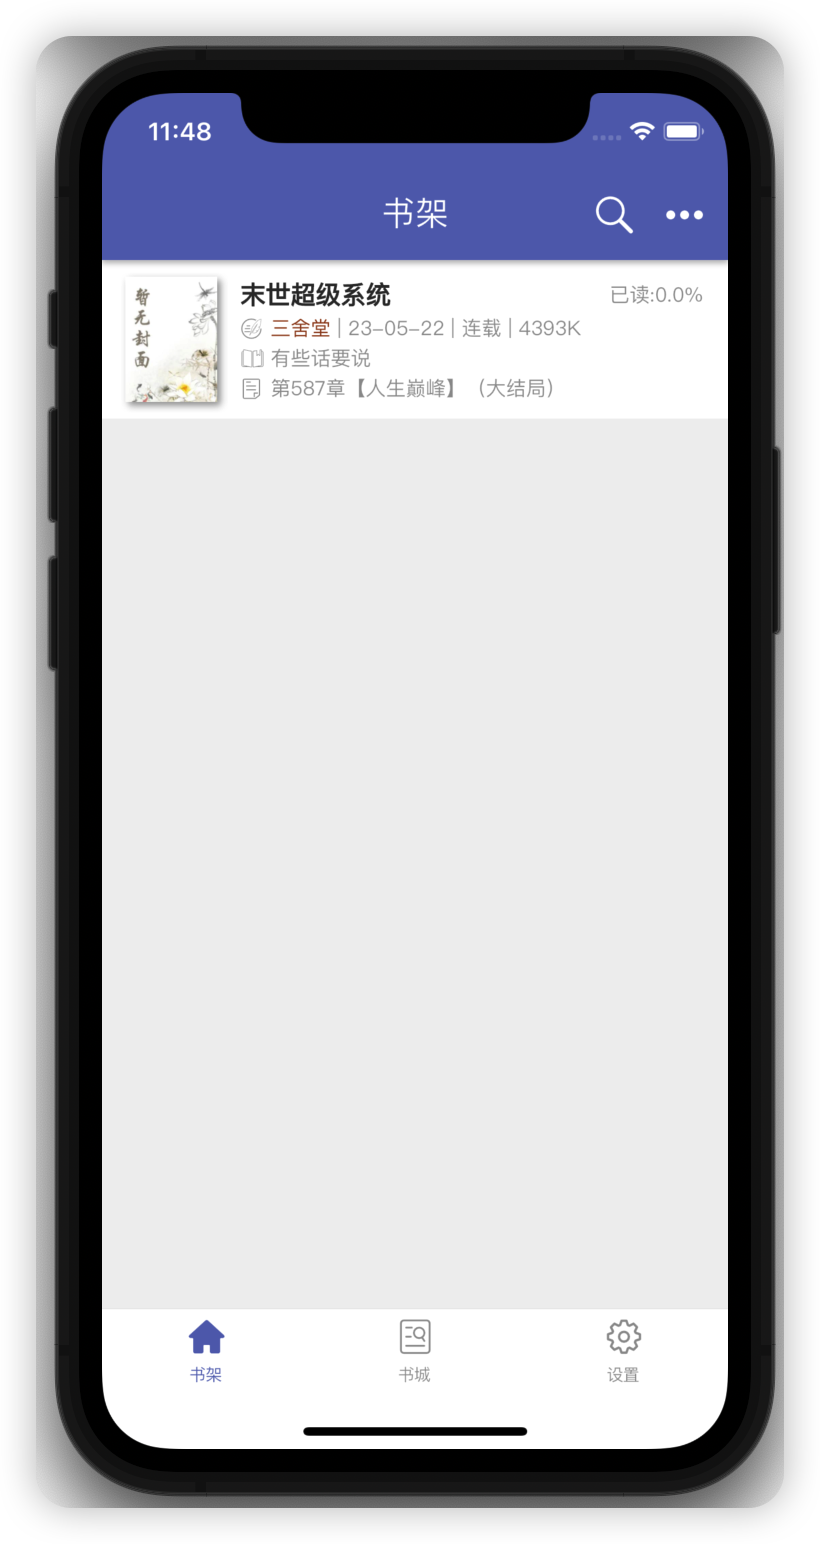 11:48
书架
暂无封面
末世超级系统
已读:0.0%
三舍堂 | 23-05-22 | 连载 | 4393K
有些话要说
第587章【人生巅峰】（大结局）
书架
书城
设置